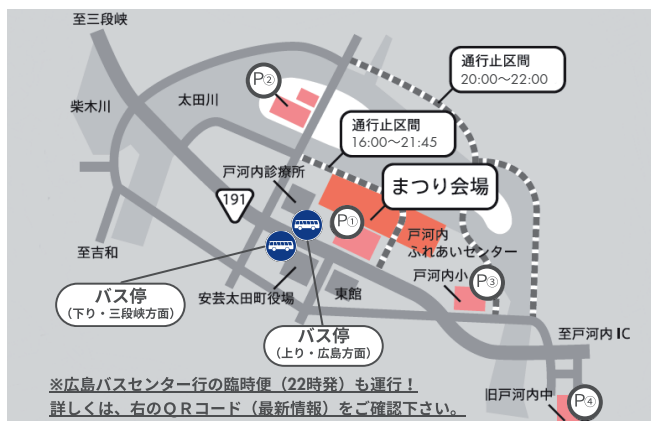 至三段峡
通行止区間
20:00〜22:00
P②
太田川
柴木川
通行止区間
16:00〜21:45
戸河内診療所
まつり会場
191
P①
戸河内
ふれあいセンター
至吉和
戸河内小
P③
バス停
（下り・三段峡方面）
安芸太田町役場
東館
バス停
（上り・広島方面）
至戸河内 IC
※広島バスセンター行の臨時便（22時発）も運行！
旧戸河内中
P④
詳しくは、右のＱＲコード（最新情報）をご確認下さい。